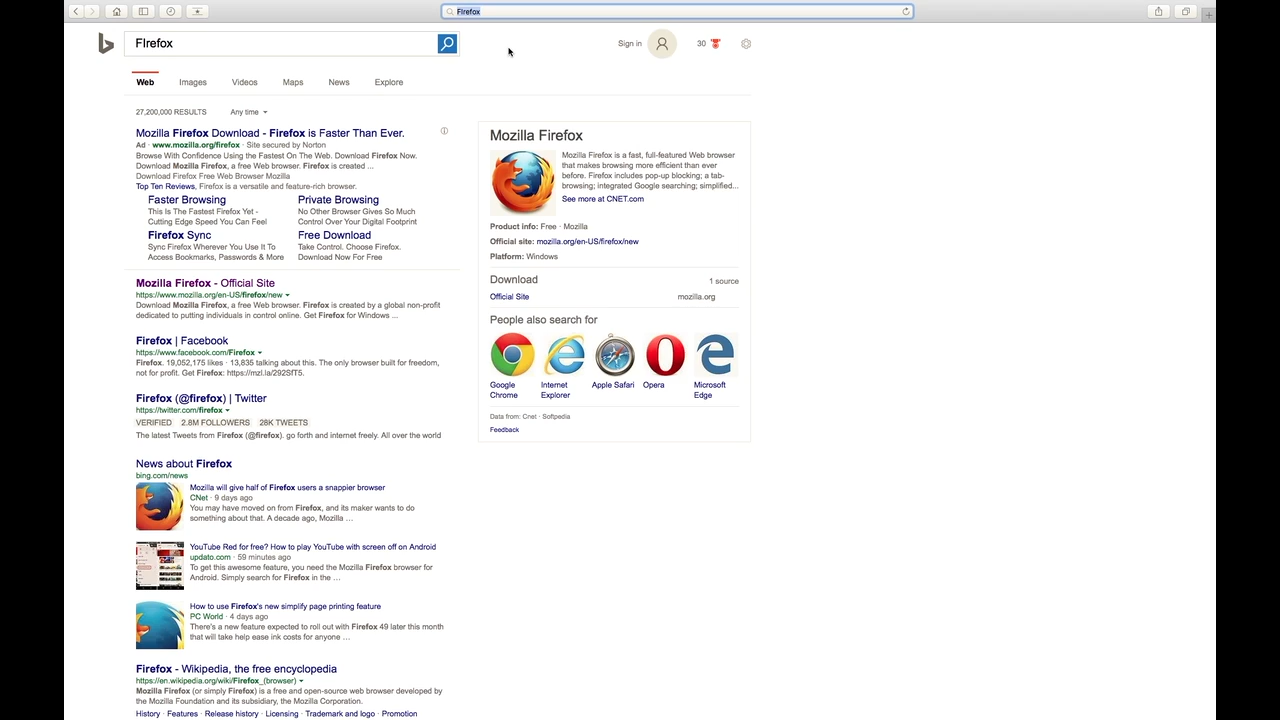 FIrefox
FIrefox
Sign in
30
Web Images Videos Maps News Explore
27,200,000 RESULTS Any time
Mozilla Firefox Download - Firefox is Faster Than Ever.
Ad · www.mozilla.org/firefox · Site secured by Norton
Browse With Confidence Using the Fastest On The Web. Download Firefox Now.
Download Mozilla Firefox, a free Web browser. Firefox is created ...
Download Firefox Free Web Browser Mozilla
Top Ten Reviews, Firefox is a versatile and feature-rich browser.
Faster Browsing
This Is The Fastest Firefox Yet -
Cutting Edge Speed You Can Feel
Private Browsing
No Other Browser Gives So Much
Control Over Your Digital Footprint
Firefox Sync
Sync Firefox Wherever You Use It To
Access Bookmarks, Passwords & More
Free Download
Take Control. Choose Firefox.
Download Now For Free
Mozilla Firefox - Official Site
https://www.mozilla.org/en-US/firefox/new
Download Mozilla Firefox, a free Web browser. Firefox is created by a global non-profit
dedicated to putting individuals in control online. Get Firefox for Windows ...
Firefox | Facebook
https://www.facebook.com/Firefox
Firefox. 19,052,175 likes · 13,835 talking about this. The only browser built for freedom,
not for profit. Get Firefox: https://mzl.la/292SfT5.
Firefox (@firefox) | Twitter
https://twitter.com/firefox
VERIFIED 2.8M FOLLOWERS 28K TWEETS
The latest Tweets from Firefox (@firefox). go forth and internet freely. All over the world
News about Firefox
bing.com/news
Mozilla will give half of Firefox users a snappier browser
CNet · 9 days ago
You may have moved on from Firefox, and its maker wants to do
something about that. A decade ago, Mozilla ...
YouTube Red for free? How to play YouTube with screen off on Android
updato.com · 59 minutes ago
To get this awesome feature, you need the Mozilla Firefox browser for
Android. Simply search for Firefox in the ...
How to use Firefox's new simplify page printing feature
PC World · 4 days ago
There's a new feature expected to roll out with Firefox 49 later this month
that will take help ease ink costs for anyone ...
Firefox - Wikipedia, the free encyclopedia
https://en.wikipedia.org/wiki/Firefox_(browser)
Mozilla Firefox (or simply Firefox) is a free and open-source web browser developed by
the Mozilla Foundation and its subsidiary, the Mozilla Corporation.
History · Features · Release history · Licensing · Trademark and logo · Promotion
Mozilla Firefox
Mozilla Firefox is a fast, full-featured Web browser
that makes browsing more efficient than ever
before. Firefox includes pop-up blocking; a tab-
browsing; integrated Google searching; simplified...
See more at CNET.com
Product info: Free · Mozilla
Official site: mozilla.org/en-US/firefox/new
Platform: Windows
Download 1 source
Official Site mozilla.org
People also search for
Google
Chrome
Internet
Explorer
Apple Safari
Opera
Microsoft
Edge
Data from: Cnet · Softpedia
Feedback